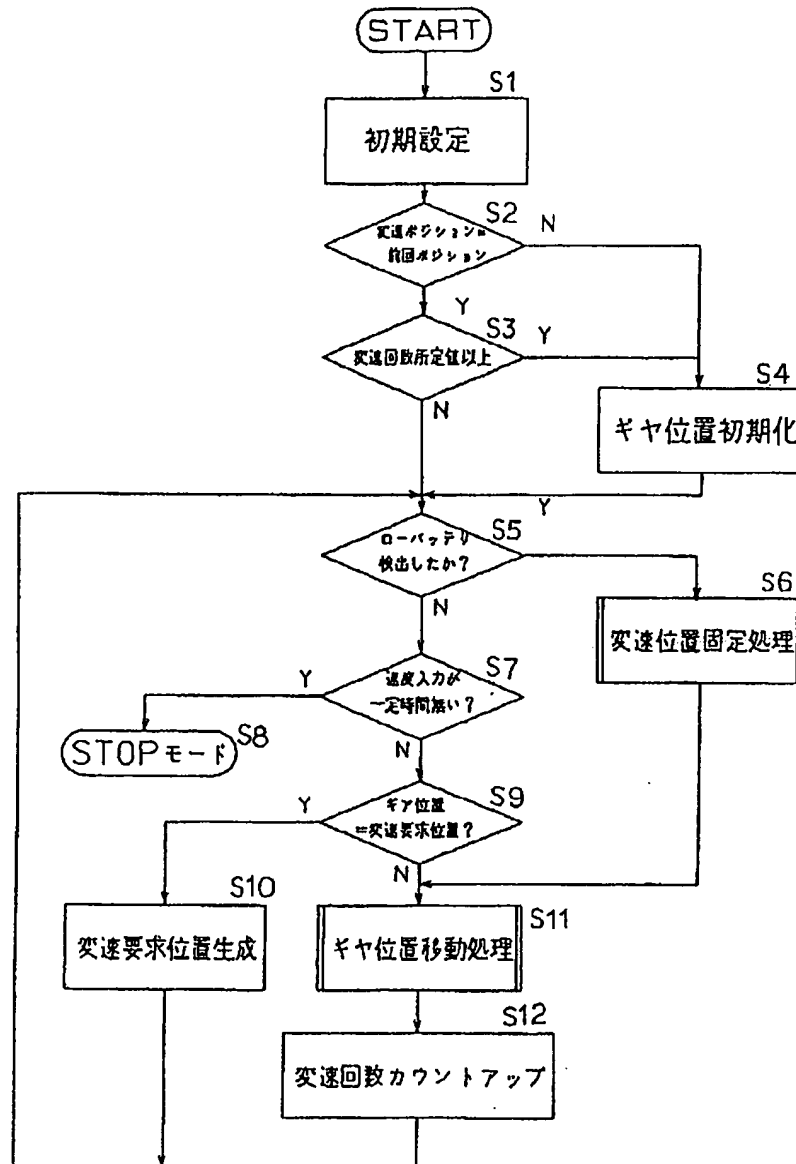 START
S1
初期設定
S2
N
変速ポジション=
前回ポジション
Y
S3
Y
変速回数所定値以上
S4
N
ギヤ位置初期化
Y
S5
ローバッテリ
検出したか?
S6
N
変速位置固定処理
S7
Y
速度入力が
一定時間無い?
S8
STOPモード
N
S9
Y
ギア位置
=変速要求位置?
N
S10
S11
変速要求位置生成
ギヤ位置移動処理
S12
変速回数カウントアップ